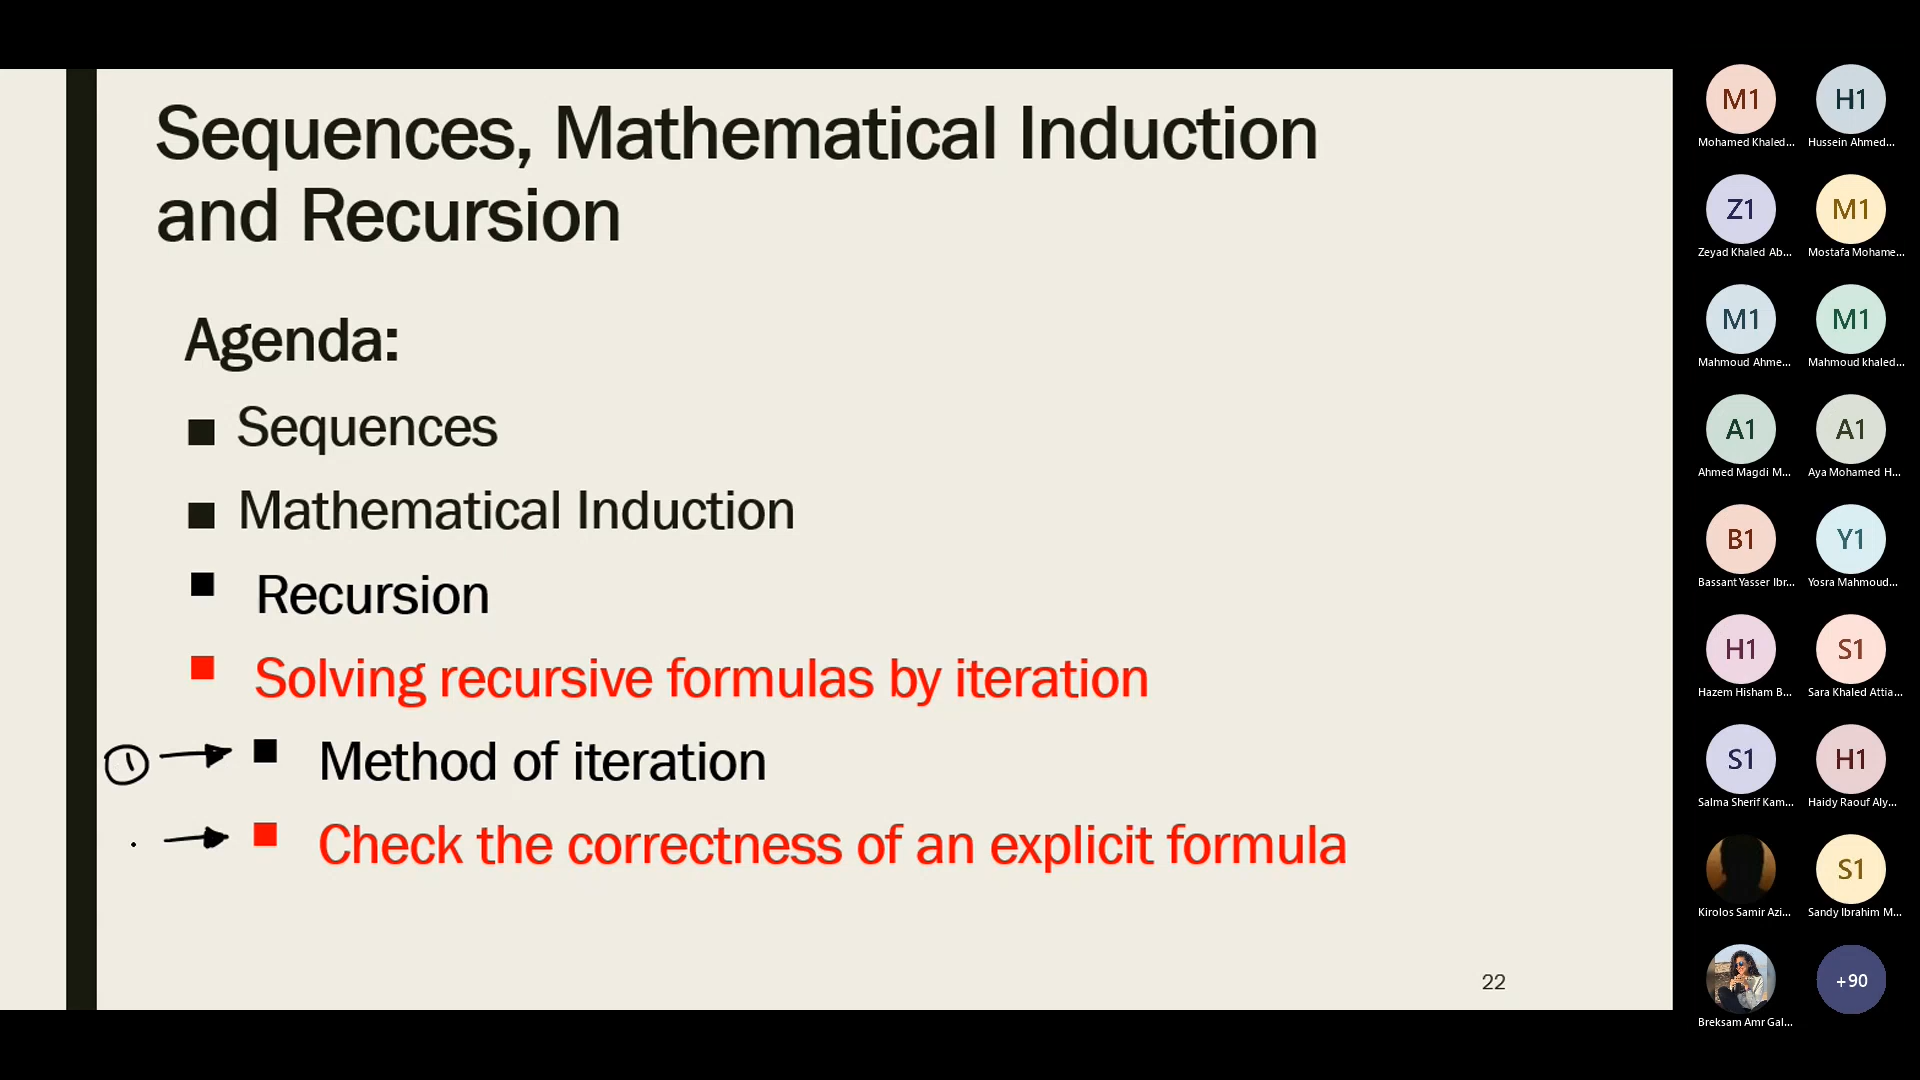 Sequences, Mathematical Induction
and Recursion
Agenda:
■ Sequences
■ Mathematical Induction
■ Recursion
■ Solving recursive formulas by iteration
① → ■ Method of iteration
→ ■ Check the correctness of an explicit formula
22
M1 H1
Mohamed Khaled... Hussein Ahmed...
Z1 M1
Zeyad Khaled Ab... Mostafa Mohame...
M1 M1
Mahmoud Ahme... Mahmoud khaled...
A1 A1
Ahmed Magdi M... Aya Mohamed H...
B1 Y1
Bassant Yasser Ibr... Yosra Mahmoud...
H1 S1
Hazem Hisham B... Sara Khaled Attia...
S1 H1
Salma Sherif Kam... Haidy Raouf Aly...
S1
Kirolos Samir Azi... Sandy Ibrahim M...
+90
Breksam Amr Gal...